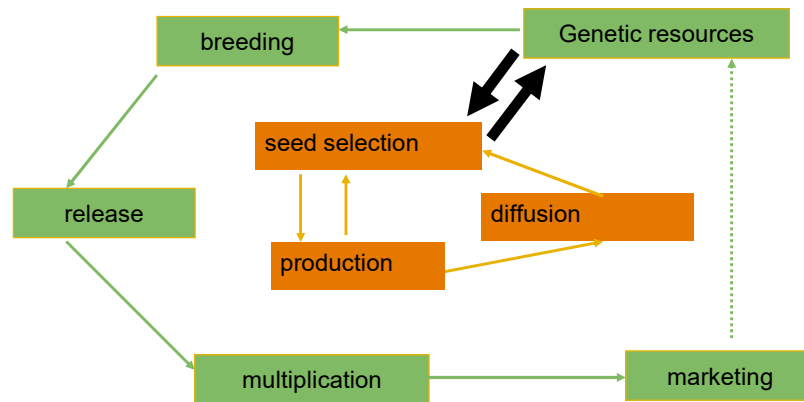 breeding
Genetic resources
seed selection
release
diffusion
production
multiplication
marketing